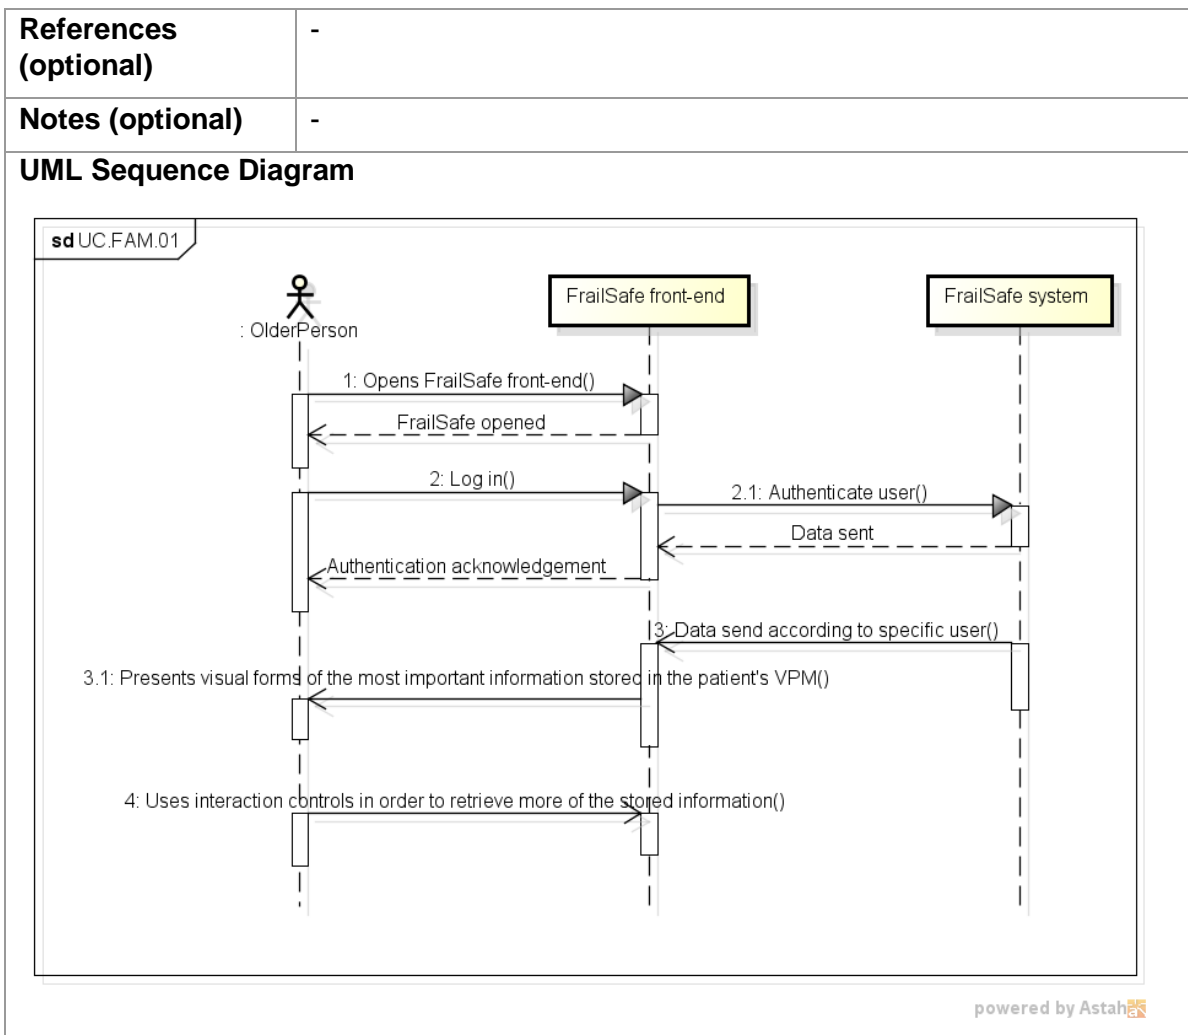 References
(optional)
-
Notes (optional)
-
UML Sequence Diagram
sd UC.FAM.01
: OlderPerson
FrailSafe front-end
FrailSafe system
1: Opens FrailSafe front-end()
FrailSafe opened
2: Log in()
2.1: Authenticate user()
Data sent
Authentication acknowledgement
3: Data send according to specific user()
3.1: Presents visual forms of the most important information stored in the patient's VPM()
4: Uses interaction controls in order to retrieve more of the stored information()
powered by Astah